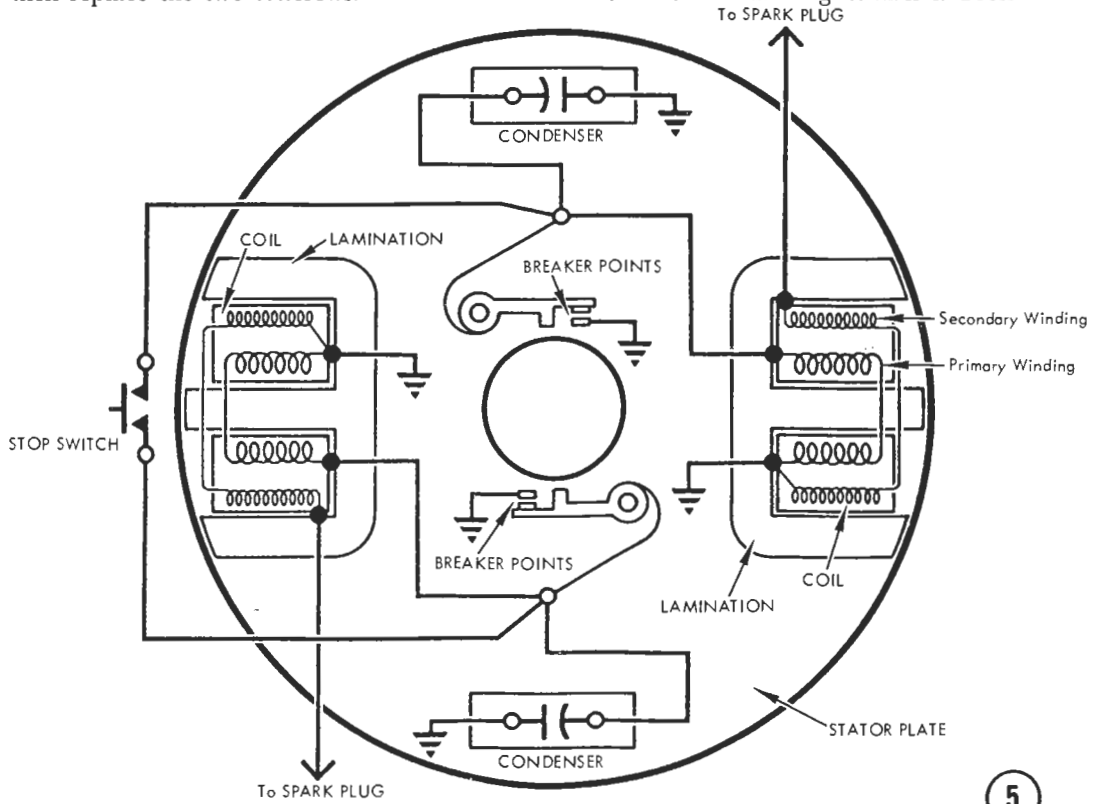 To SPARK PLUG
CONDENSER
COIL
LAMINATION
BREAKER POINTS
Secondary Winding
Primary Winding
STOP SWITCH
BREAKER POINTS
COIL
LAMINATION
STATOR PLATE
CONDENSER
To SPARK PLUG
5